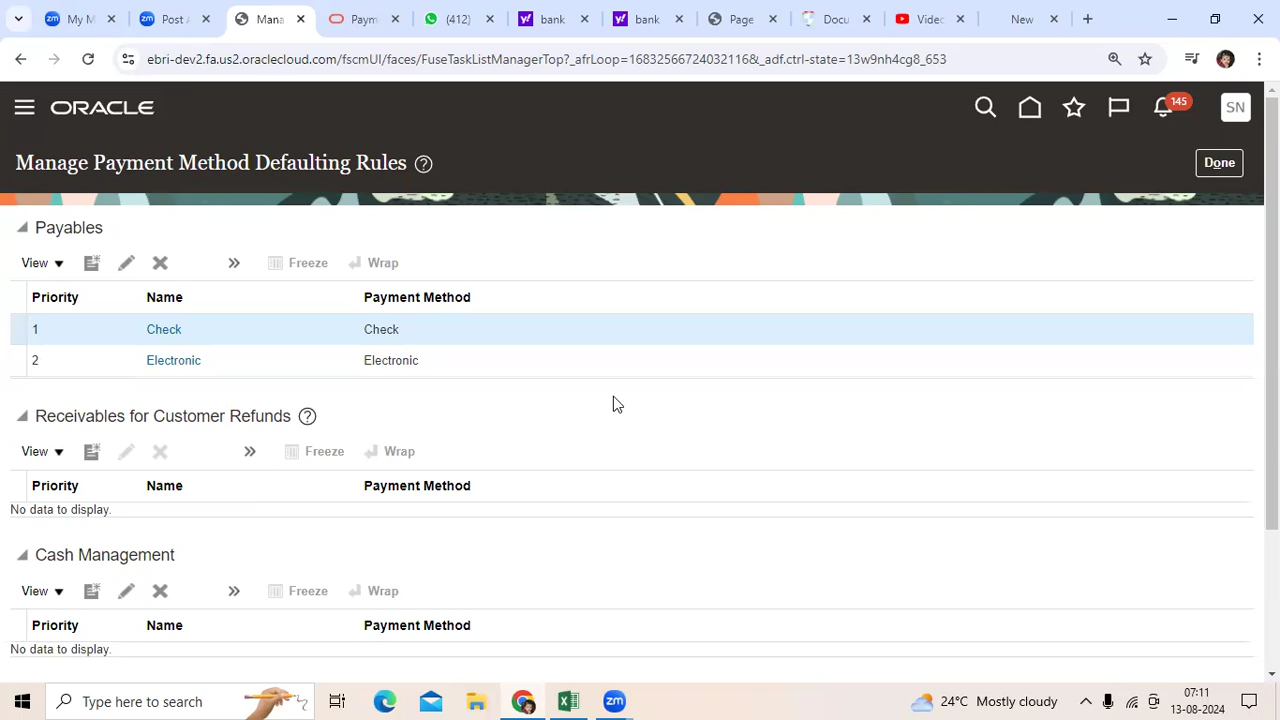 My M
Post A
Mana
Paym
(412)
bank
bank
Page
Docu
Videc
New
ebri-dev2.fa.us2.oraclecloud.com/fscmUI/faces/FuseTaskListManagerTop?_afrLoop=16832566724032116&_adf.ctrl-state=13w9nh4cg8_653
ORACLE
145
SN
Manage Payment Method Defaulting Rules ?
Done
Payables
View
Freeze
Wrap
Priority Name Payment Method
1 Check Check
2 Electronic Electronic
Receivables for Customer Refunds ?
View
Freeze
Wrap
Priority Name Payment Method
No data to display.
Cash Management
View
Freeze
Wrap
Priority Name Payment Method
No data to display.
Type here to search
24°C Mostly cloudy
07:11
13-08-2024